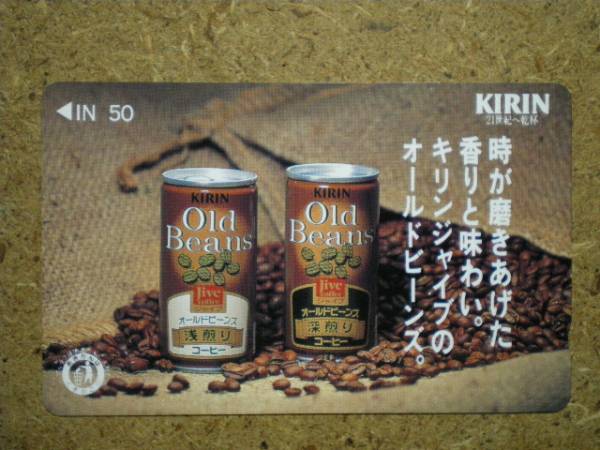 ◀IN 50
KIRIN
21世紀へ乾杯
時が磨きあげた
香りと味わい。
キリンジャイブの
オールドビーンズ。
KIRIN
Old
Beans
Jive
coffee
オールドビーンズ
浅煎り
コーヒー
KIRIN
Old
Beans
Jive
coffee
オールドビーンズ
深煎り
コーヒー